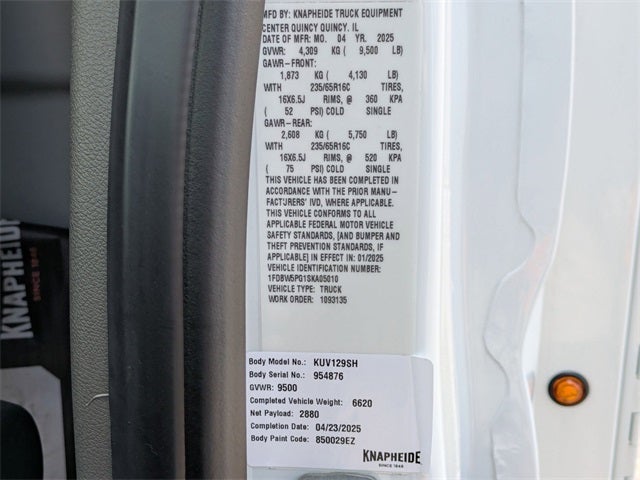 MFD BY: KNAPHEIDE TRUCK EQUIPMENT
CENTER QUINCY QUINCY, IL
DATE OF MFR: MO. 04 YR. 2025
GVWR: 4,309 KG ( 9,500 LB)
GAWR-FRONT:
1,873 KG ( 4,130 LB)
WITH 235/65R16C TIRES,
16X6.5J RIMS, @ 360 KPA
( 52 PSI) COLD SINGLE
GAWR-REAR:
2,608 KG ( 5,750 LB)
WITH 235/65R16C TIRES,
16X6.5J RIMS, @ 520 KPA
( 75 PSI) COLD SINGLE
THIS VEHICLE HAS BEEN COMPLETED IN
ACCORDANCE WITH THE PRIOR MANU-
FACTURERS' IVD, WHERE APPLICABLE.
THIS VEHICLE CONFORMS TO ALL
APPLICABLE FEDERAL MOTOR VEHICLE
SAFETY STANDARDS, [AND BUMPER AND
THEFT PREVENTION STANDARDS, IF
APPLICABLE] IN EFFECT IN: 01/2025
VEHICLE IDENTIFICATION NUMBER:
1FDBW5PG1SKA05010
VEHICLE TYPE: TRUCK
WORK ORDER: 1093135
Body Model No.: KUV129SH
Body Serial No.: 954876
GVWR: 9500
Completed Vehicle Weight: 6620
Net Payload: 2880
Completion Date: 04/23/2025
Body Paint Code: 850029EZ
KNAPHEIDE
SINCE 1848
KNAPHEIDE
SINCE 1848